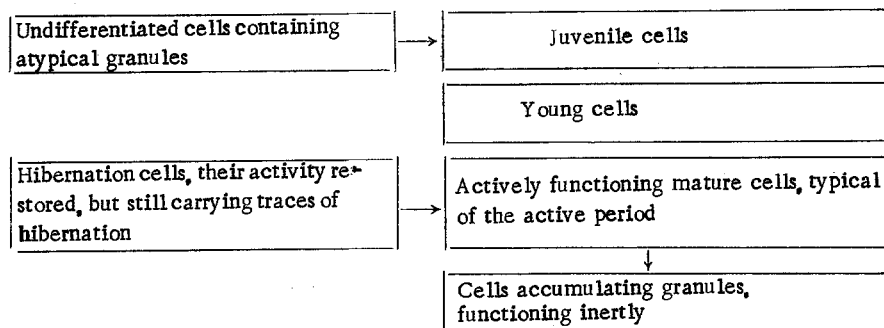 Undifferentiated cells containing
atypical granules
Juvenile cells
Young cells
Hibernation cells, their activity re-
stored, but still carrying traces of
hibernation
Actively functioning mature cells, typical
of the active period
Cells accumulating granules,
functioning inertly